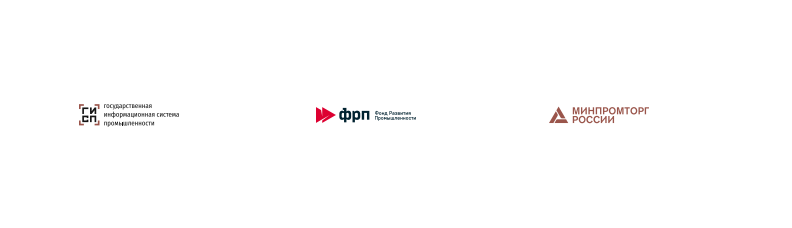 ГИ
СП
государственная
информационная система
промышленности
фрп
Фонд Развития
Промышленности
МИНПРОМТОРГ
РОССИИ